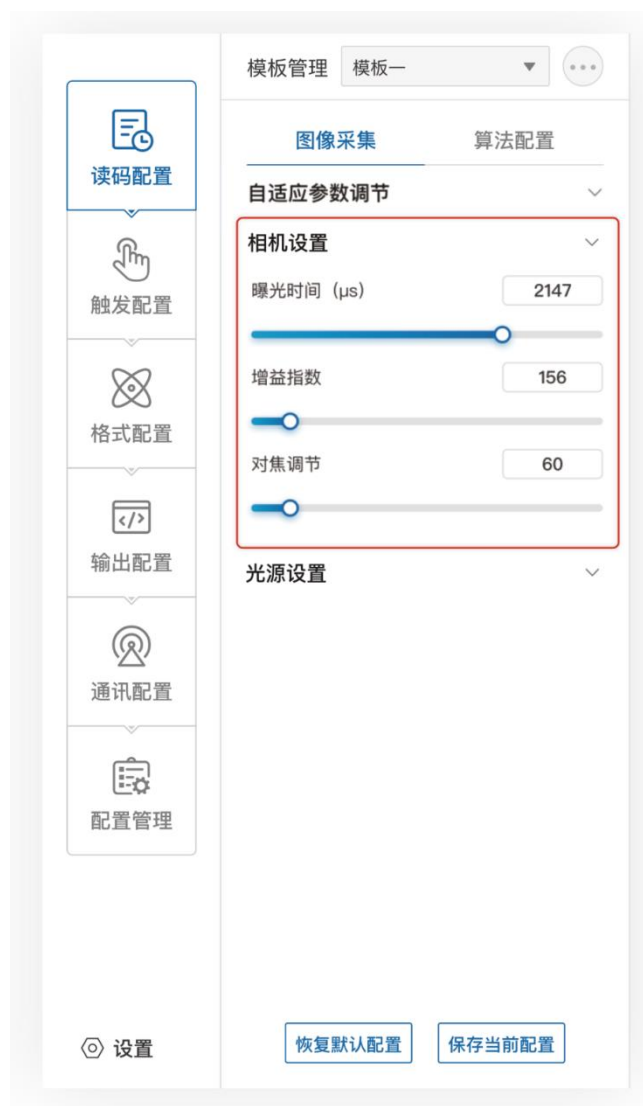 模板管理 模板一
图像采集 算法配置
自适应参数调节
相机设置
曝光时间（μs） 2147
增益指数 156
对焦调节 60
光源设置
读码配置
触发配置
格式配置
输出配置
通讯配置
配置管理
设置
恢复默认配置 保存当前配置